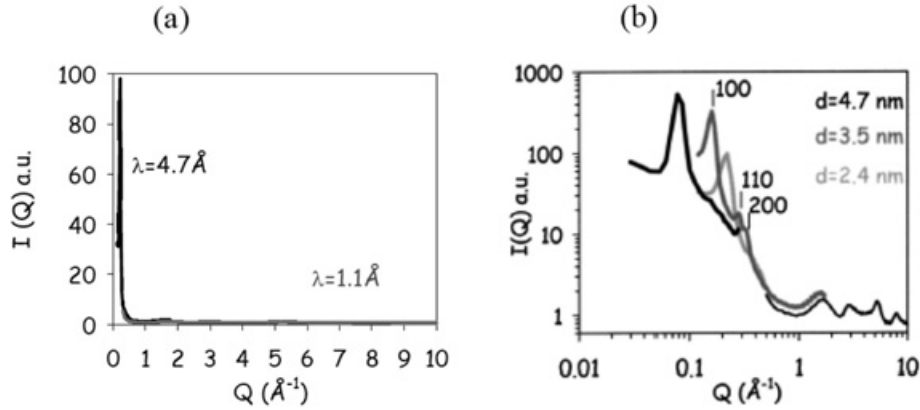 (a)
100
80
60
40
20
0
I (Q) a.u.
λ=4.7Å
λ=1.1Å
0 1 2 3 4 5 6 7 8 9 10
Q (Å⁻¹)
(b)
1000
100
10
1
I(Q) a.u.
100
110
200
d=4.7 nm
d=3.5 nm
d=2.4 nm
0.01 0.1 1 10
Q (Å⁻¹)